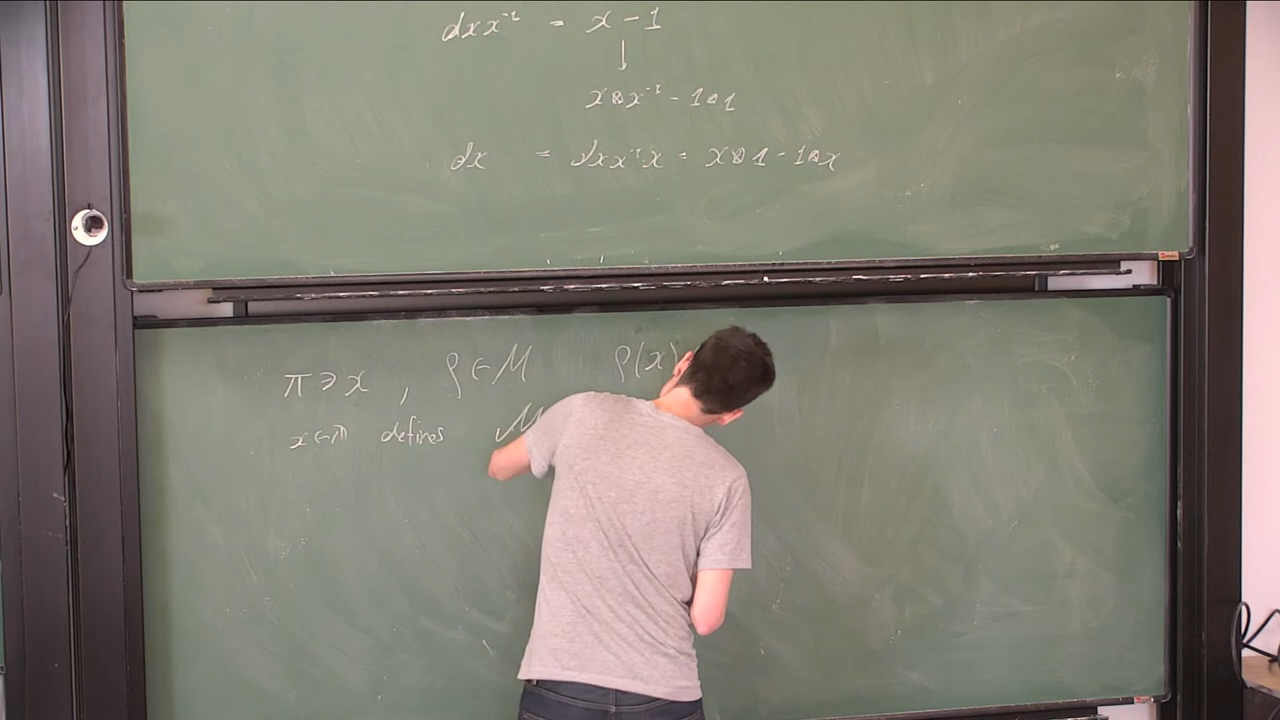 dxx⁻¹ = x - 1
↓
x⊗x⁻¹ - 1⊗1
dx = dxx⁻¹x = x⊗1 - 1⊗x
π ∋ x , ρ ∈ M ρ(x)
x ∈ π defines M